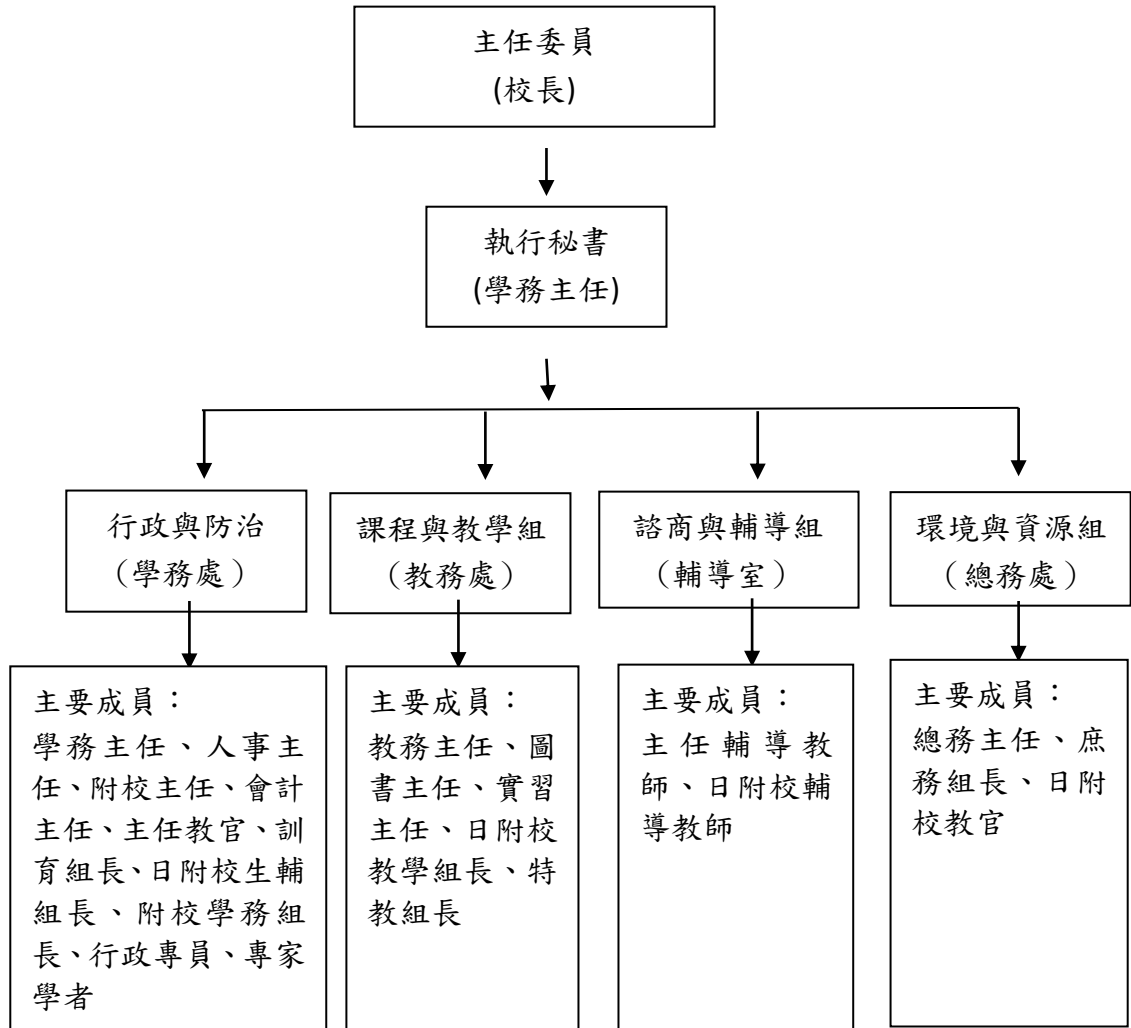 主任委員
(校長)
執行秘書
(學務主任)
行政與防治
（學務處）
課程與教學組
（教務處）
諮商與輔導組
（輔導室）
環境與資源組
（總務處）
主要成員：
學務主任、人事主
任、附校主任、會計
主任、主任教官、訓
育組長、日附校生輔
組長、附校學務組
長、行政專員、專家
學者
主要成員：
教務主任、圖
書主任、實習
主任、日附校
教學組長、特
教組長
主要成員：
主任輔導教
師、日附校輔
導教師
主要成員：
總務主任、庶
務組長、日附
校教官